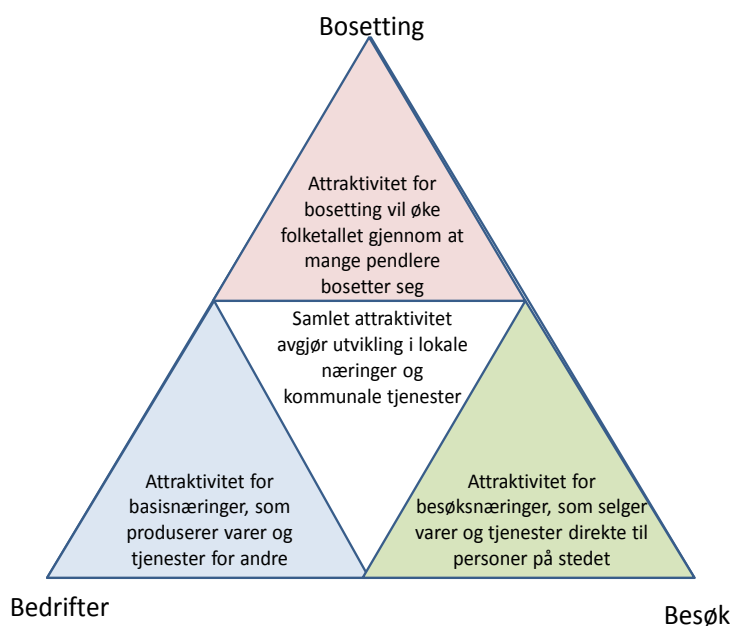 Bosetting
Attraktivitet for
bosetting vil øke
folketallet gjennom at
mange pendlere
bosetter seg
Samlet attraktivitet
avgjør utvikling i lokale
næringer og
kommunale tjenester
Attraktivitet for
basisnæringer, som
produserer varer og
tjenester for andre
Attraktivitet for
besøksnæringer, som selger
varer og tjenester direkte til
personer på stedet
Bedrifter
Besøk